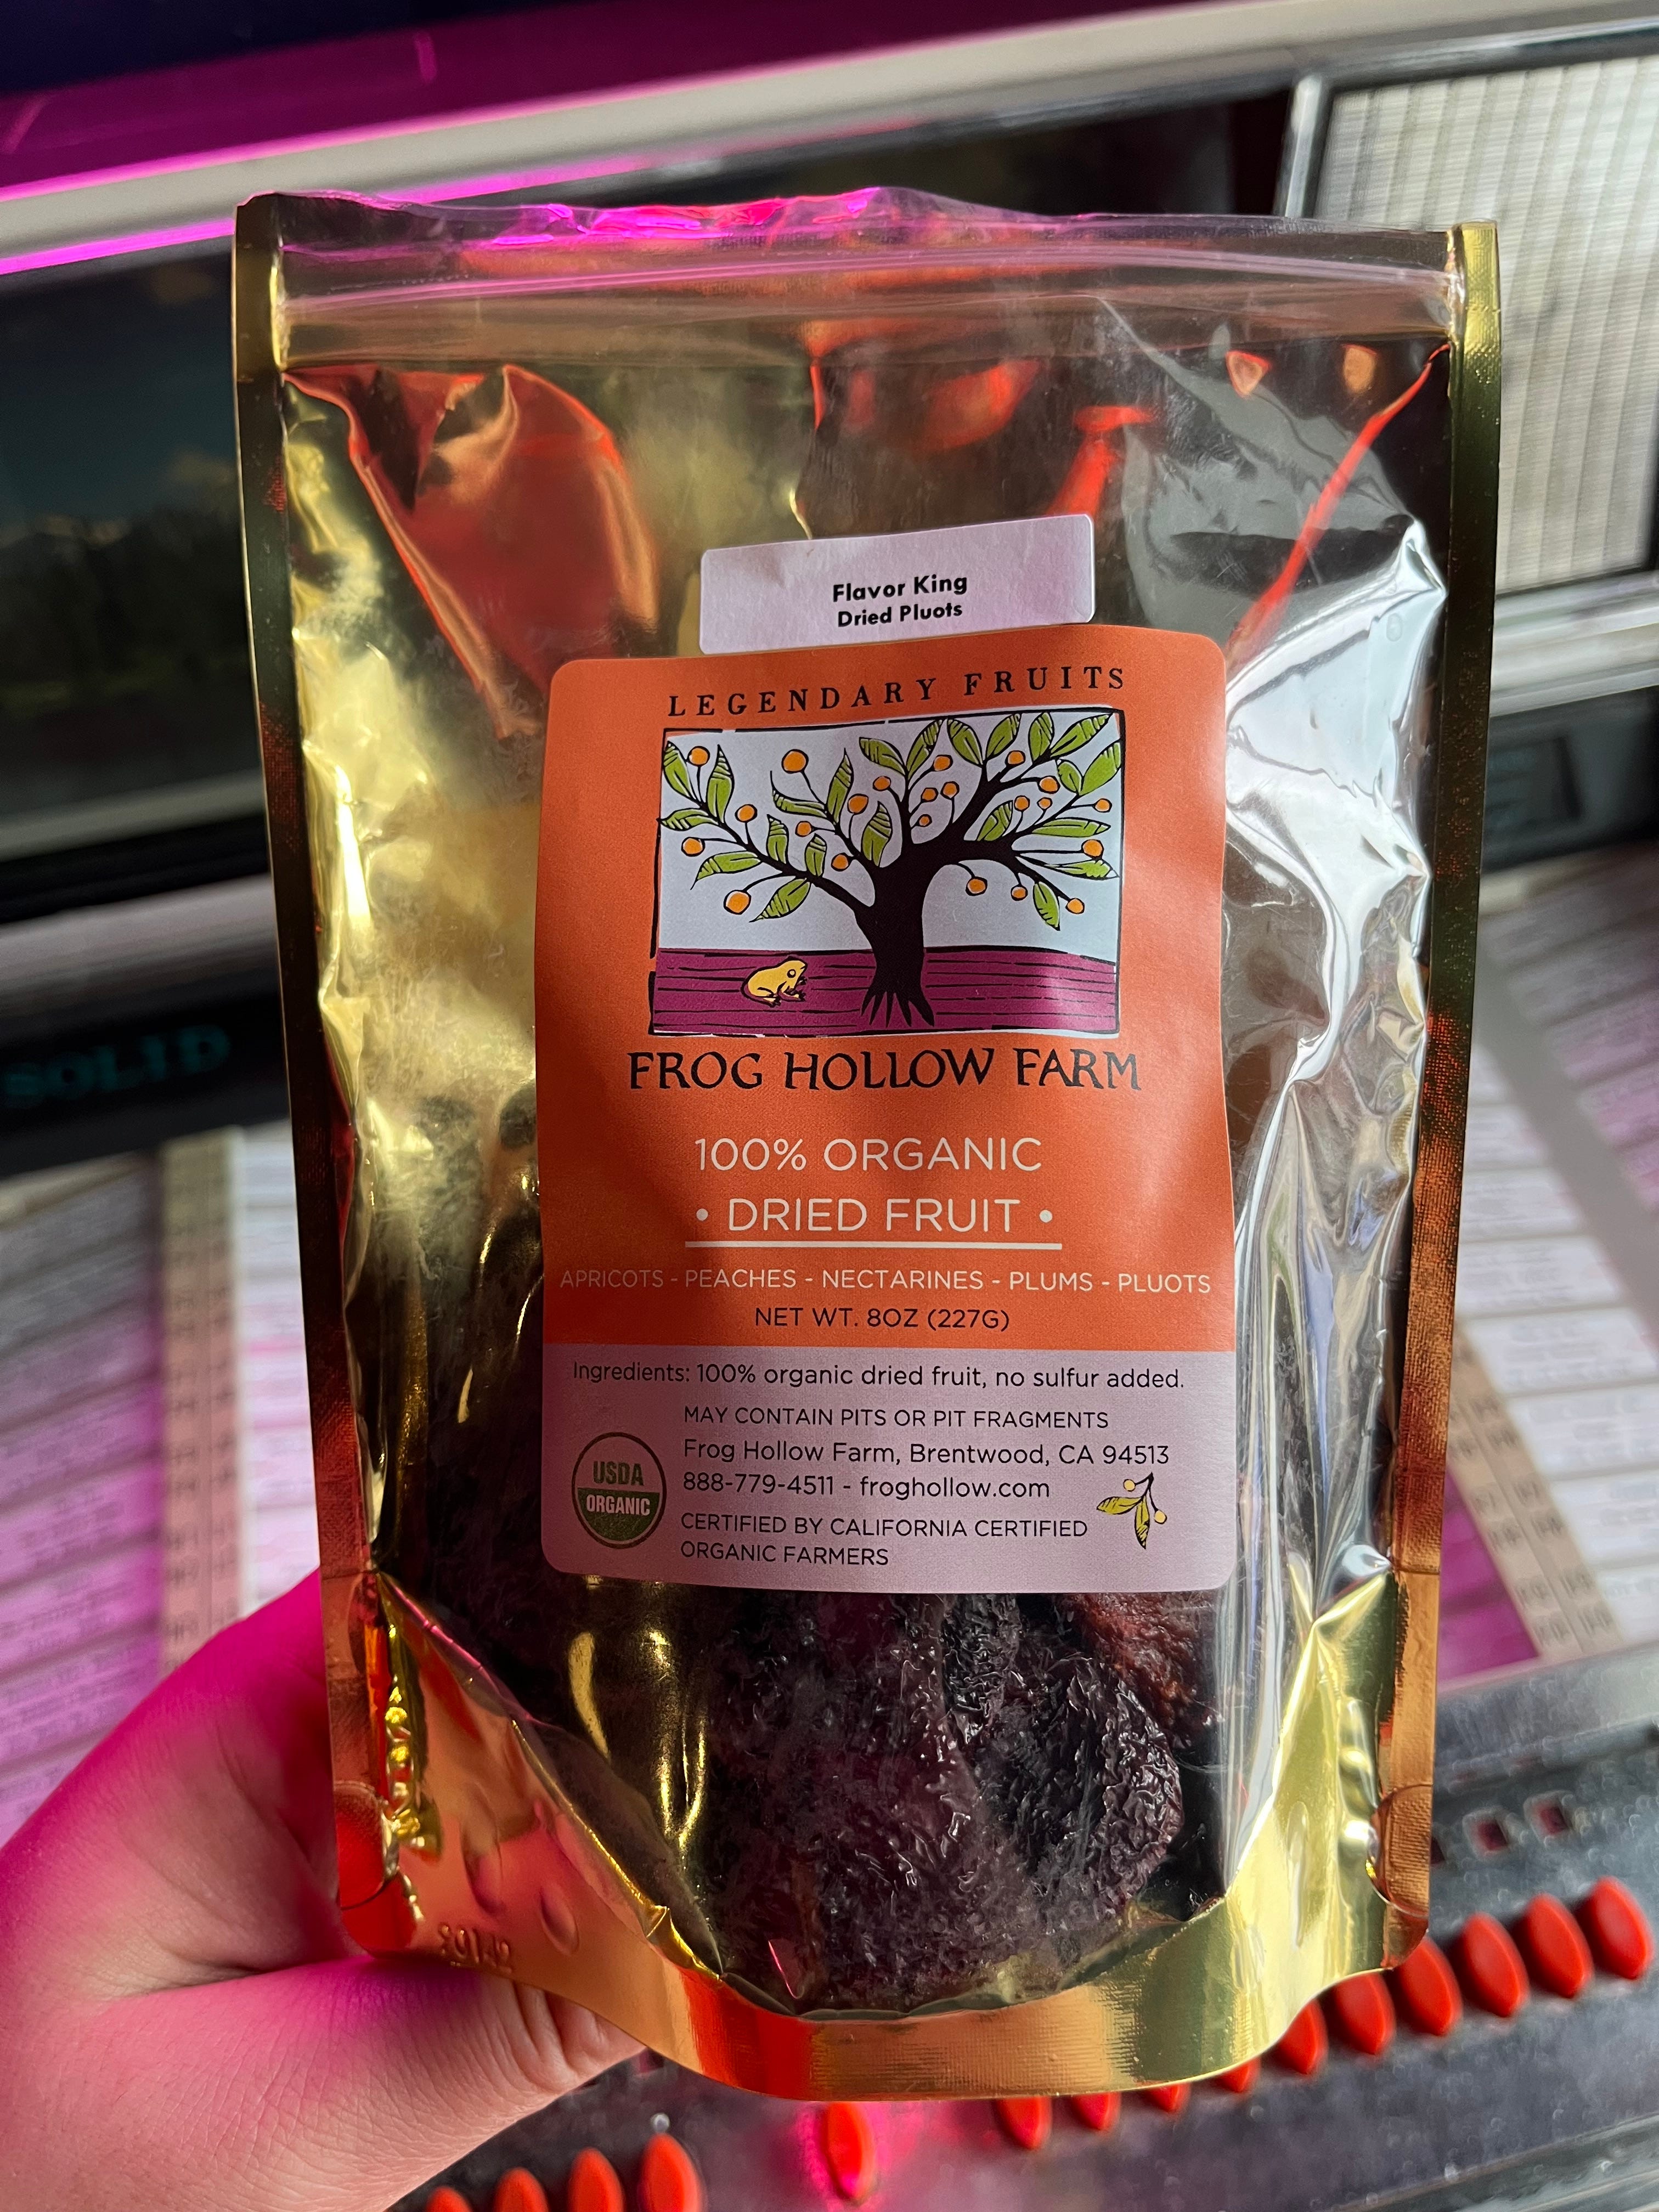 Flavor King
Dried Pluots
LEGENDARY FRUITS
FROG HOLLOW FARM
100% ORGANIC
• DRIED FRUIT •
APRICOTS - PEACHES - NECTARINES - PLUMS - PLUOTS
NET WT. 8OZ (227G)
Ingredients: 100% organic dried fruit, no sulfur added.
MAY CONTAIN PITS OR PIT FRAGMENTS
Frog Hollow Farm, Brentwood, CA 94513
888-779-4511 - froghollow.com
USDA
ORGANIC
CERTIFIED BY CALIFORNIA CERTIFIED
ORGANIC FARMERS
SOLID